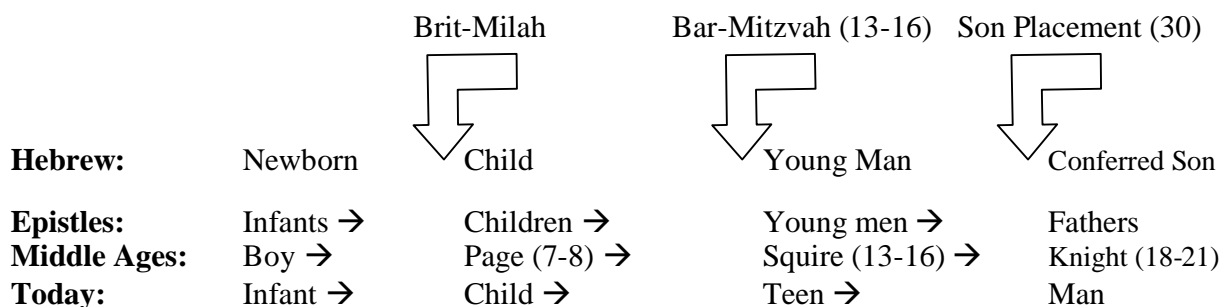 Brit-Milah Bar-Mitzvah (13-16) Son Placement (30)
Hebrew: Newborn Child Young Man Conferred Son
Epistles: Infants → Children → Young men → Fathers
Middle Ages: Boy → Page (7-8) → Squire (13-16) → Knight (18-21)
Today: Infant → Child → Teen → Man